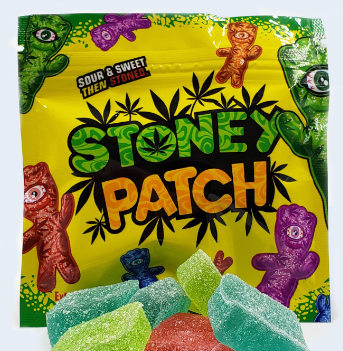 SOUR & SWEET.
THEN STONED.
STONEY
PATCH